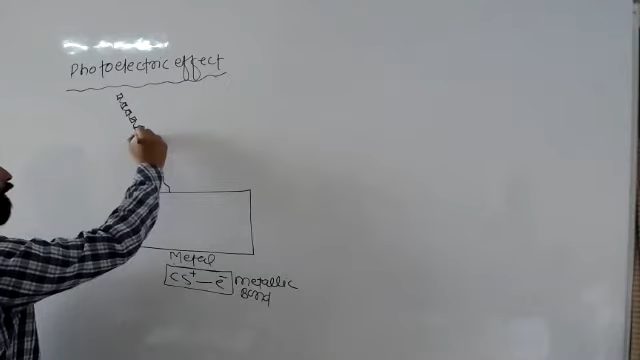 Photoelectric effect
Metal
Cs⁺ — e⁻ Metallic
Bond